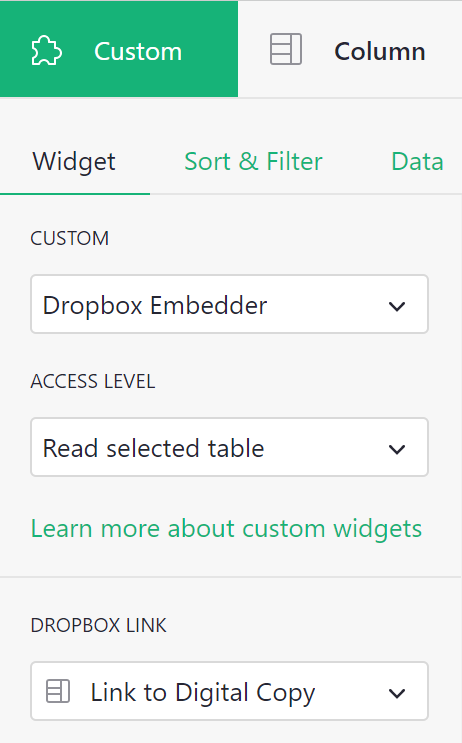 Custom Column
Widget Sort & Filter Data
CUSTOM
Dropbox Embedder
ACCESS LEVEL
Read selected table
Learn more about custom widgets
DROPBOX LINK
Link to Digital Copy